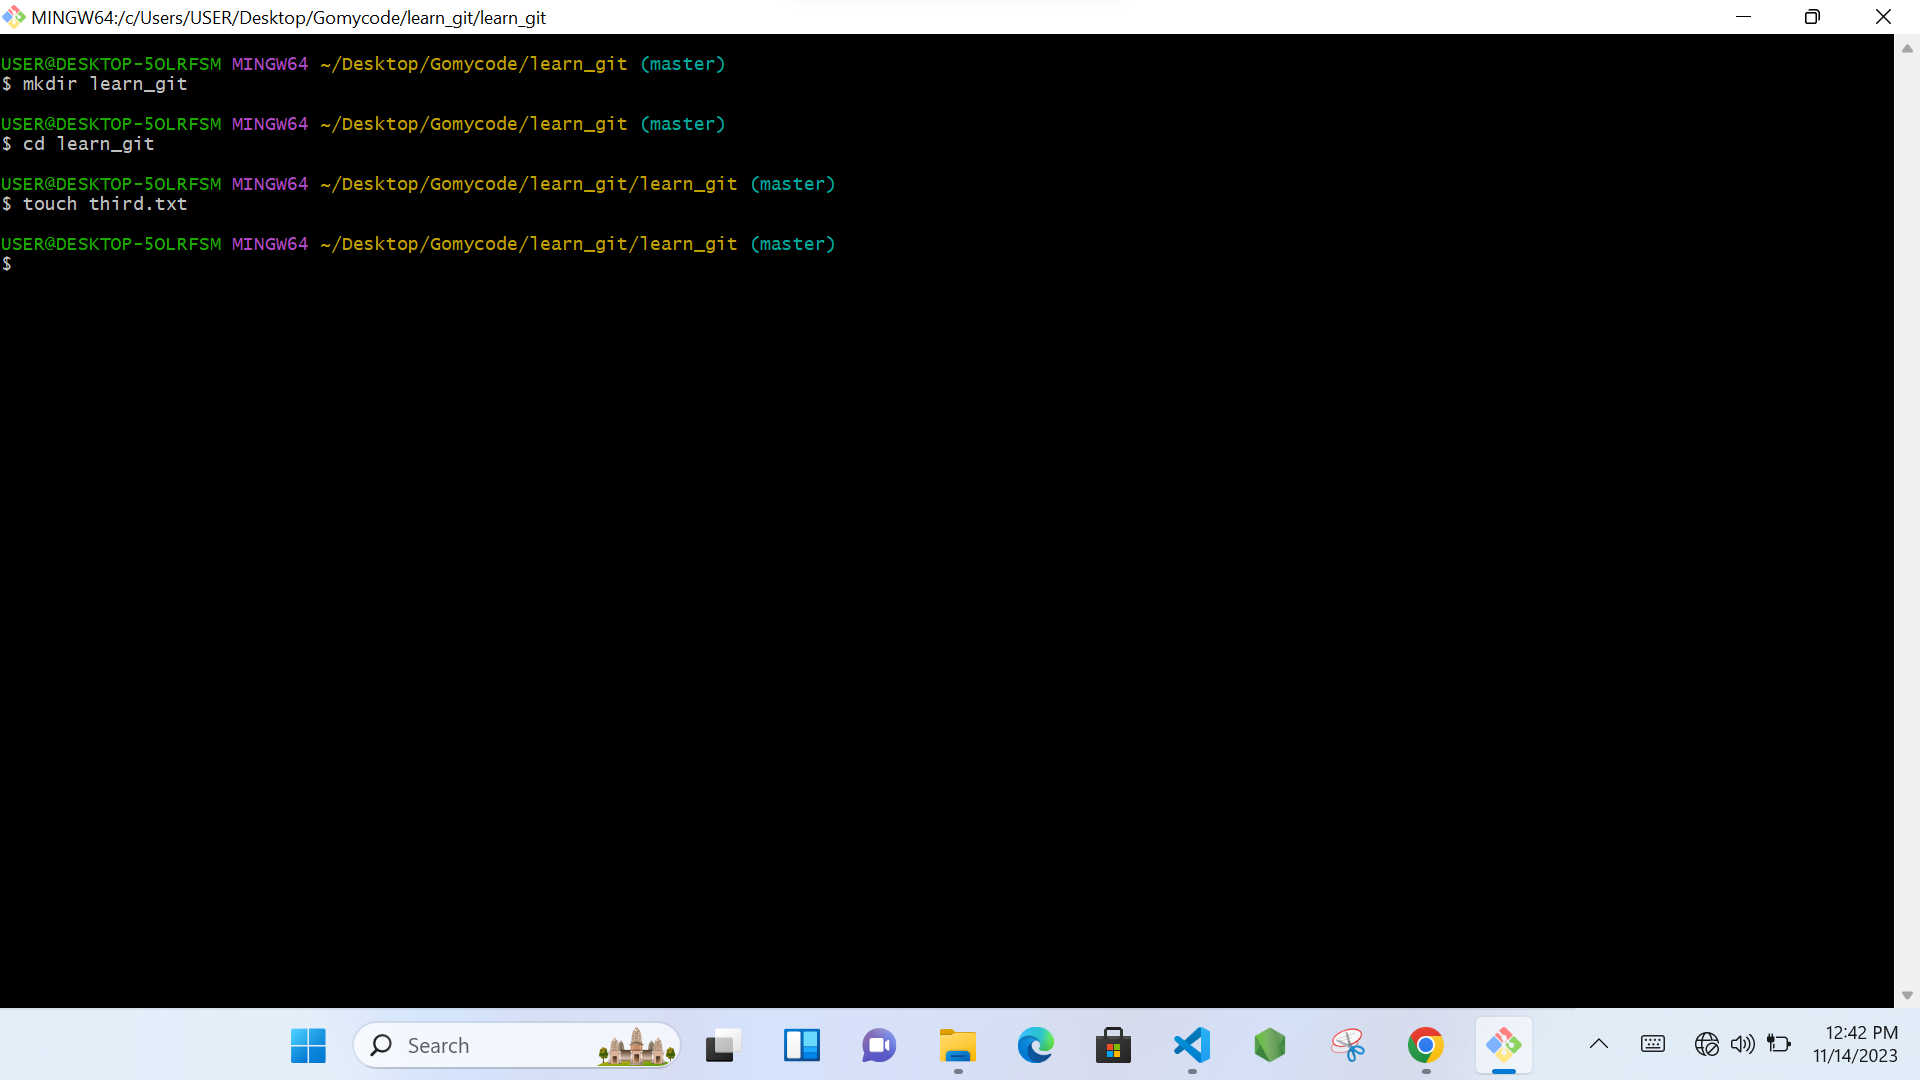 MINGW64:/c/Users/USER/Desktop/Gomycode/learn_git/learn_git
USER@DESKTOP-5OLRFSM MINGW64 ~/Desktop/Gomycode/learn_git (master)
$ mkdir learn_git
USER@DESKTOP-5OLRFSM MINGW64 ~/Desktop/Gomycode/learn_git (master)
$ cd learn_git
USER@DESKTOP-5OLRFSM MINGW64 ~/Desktop/Gomycode/learn_git/learn_git (master)
$ touch third.txt
USER@DESKTOP-5OLRFSM MINGW64 ~/Desktop/Gomycode/learn_git/learn_git (master)
$
Search
12:42 PM
11/14/2023